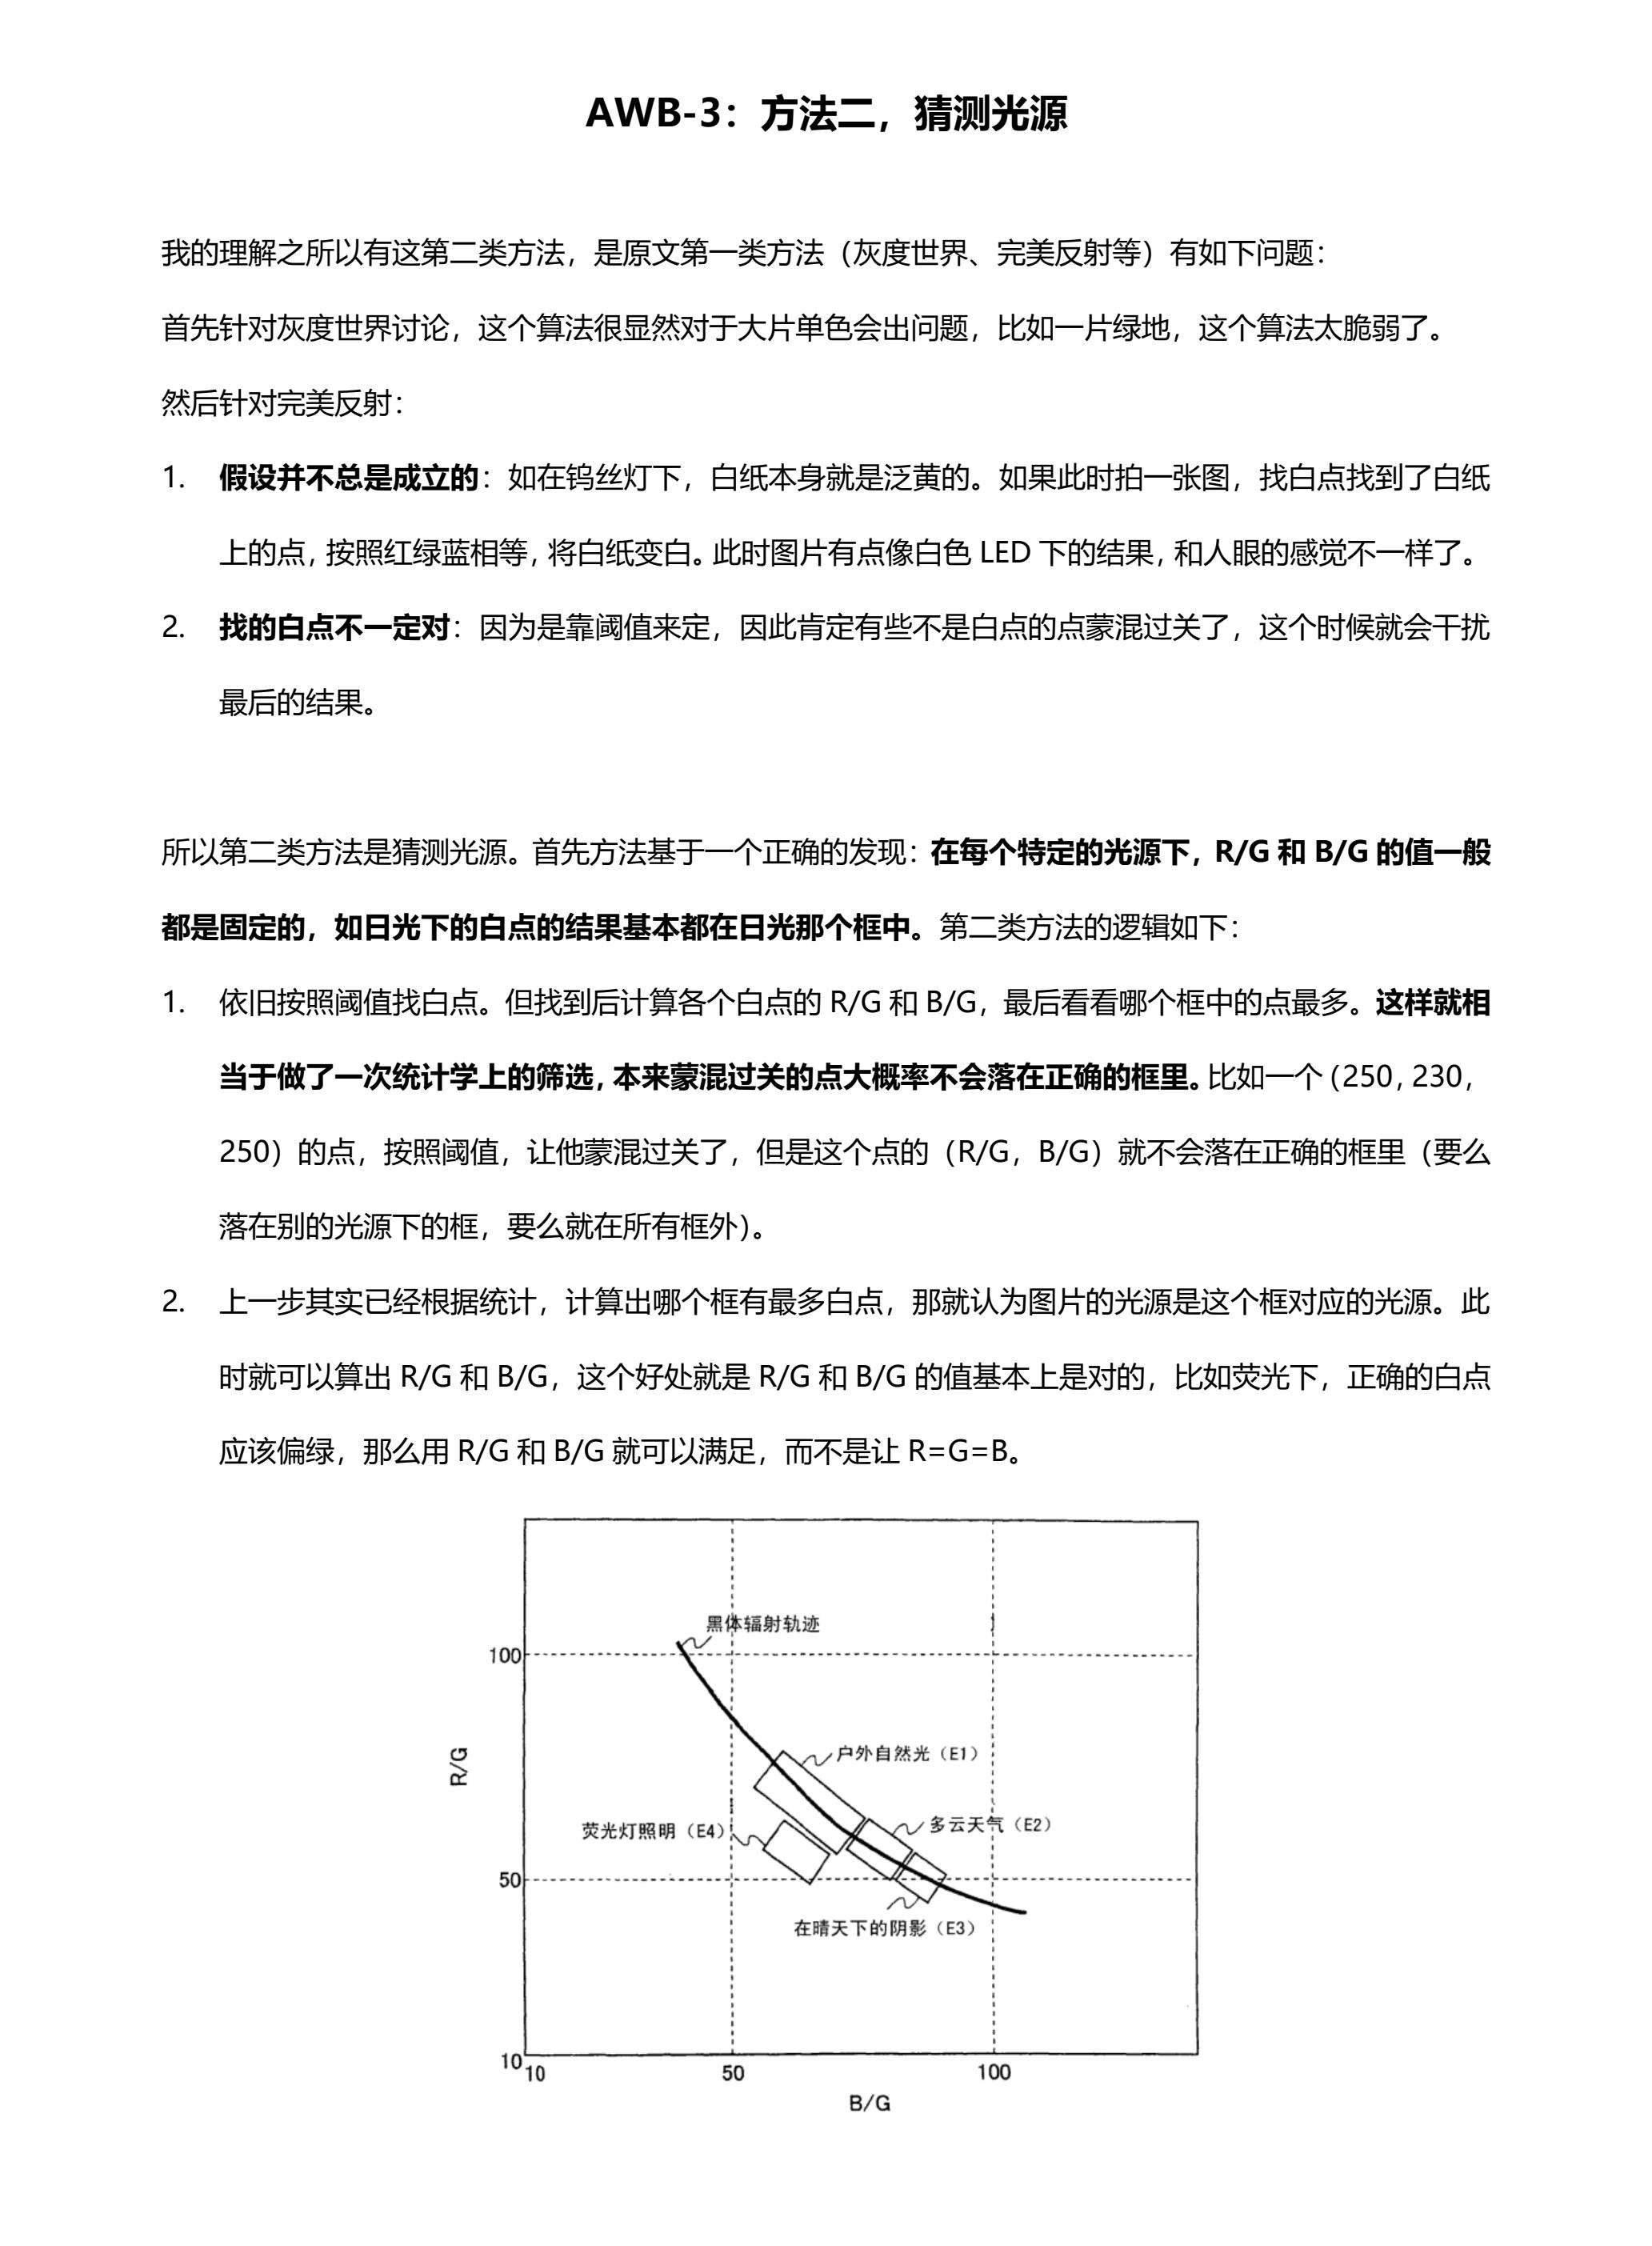 AWB-3：方法二，猜测光源
我的理解之所以有这第二类方法，是原文第一类方法（灰度世界、完美反射等）有如下问题：
首先针对灰度世界讨论，这个算法很显然对于大片单色会出问题，比如一片绿地，这个算法太脆弱了。
然后针对完美反射：
1. 假设并不总是成立的：如在钨丝灯下，白纸本身就是泛黄的。如果此时拍一张图，找白点找到了白纸
上的点，按照红绿蓝相等，将白纸变白。此时图片有点像白色 LED 下的结果，和人眼的感觉不一样了。
2. 找的白点不一定对：因为是靠阈值来定，因此肯定有些不是白点的点蒙混过关了，这个时候就会干扰
最后的结果。
所以第二类方法是猜测光源。首先方法基于一个正确的发现：在每个特定的光源下，R/G 和 B/G 的值一般
都是固定的，如日光下的白点的结果基本都在日光那个框中。第二类方法的逻辑如下：
1. 依旧按照阈值找白点。但找到后计算各个白点的 R/G 和 B/G，最后看看哪个框中的点最多。这样就相
当于做了一次统计学上的筛选，本来蒙混过关的点大概率不会落在正确的框里。比如一个（250，230，
250）的点，按照阈值，让他蒙混过关了，但是这个点的（R/G，B/G）就不会落在正确的框里（要么
落在别的光源下的框，要么就在所有框外）。
2. 上一步其实已经根据统计，计算出哪个框有最多白点，那就认为图片的光源是这个框对应的光源。此
时就可以算出 R/G 和 B/G，这个好处就是 R/G 和 B/G 的值基本上是对的，比如荧光下，正确的白点
应该偏绿，那么用 R/G 和 B/G 就可以满足，而不是让 R=G=B。
黑体辐射轨迹
100
R/G
户外自然光（E1）
多云天气（E2）
荧光灯照明（E4）
50
在晴天下的阴影（E3）
10
10 50 100
B/G